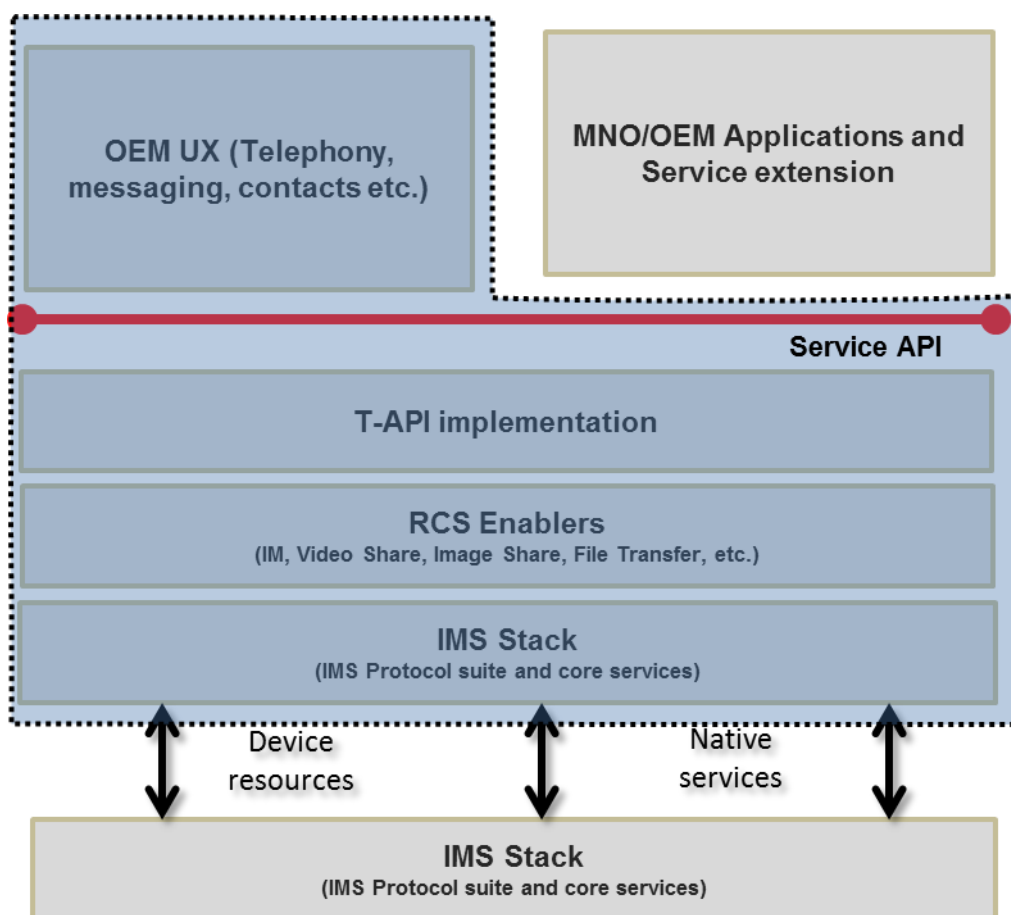 OEM UX (Telephony,
messaging, contacts etc.)
MNO/OEM Applications and
Service extension
Service API
T-API implementation
RCS Enablers
(IM, Video Share, Image Share, File Transfer, etc.)
IMS Stack
(IMS Protocol suite and core services)
Device
resources
Native
services
IMS Stack
(IMS Protocol suite and core services)